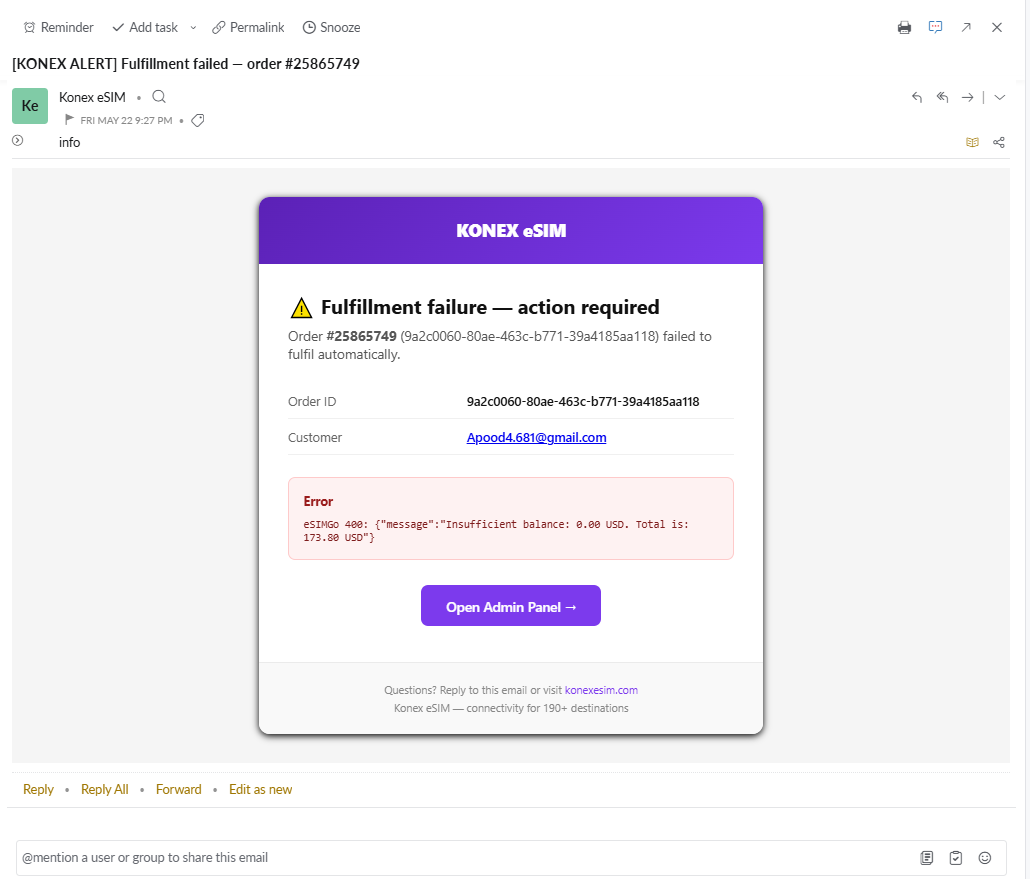 Reminder Add task Permalink Snooze
[KONEX ALERT] Fulfillment failed — order #25865749
Ke
Konex eSIM •
FRI MAY 22 9:27 PM •
info
KONEX eSIM
⚠ Fulfillment failure — action required
Order #25865749 (9a2c0060-80ae-463c-b771-39a4185aa118) failed to
fulfil automatically.
Order ID 9a2c0060-80ae-463c-b771-39a4185aa118
Customer Apood4.681@gmail.com
Error
eSIMGo 400: {"message":"Insufficient balance: 0.00 USD. Total is:
173.80 USD"}
Open Admin Panel →
Questions? Reply to this email or visit konexesim.com
Konex eSIM — connectivity for 190+ destinations
Reply • Reply All • Forward • Edit as new
@mention a user or group to share this email